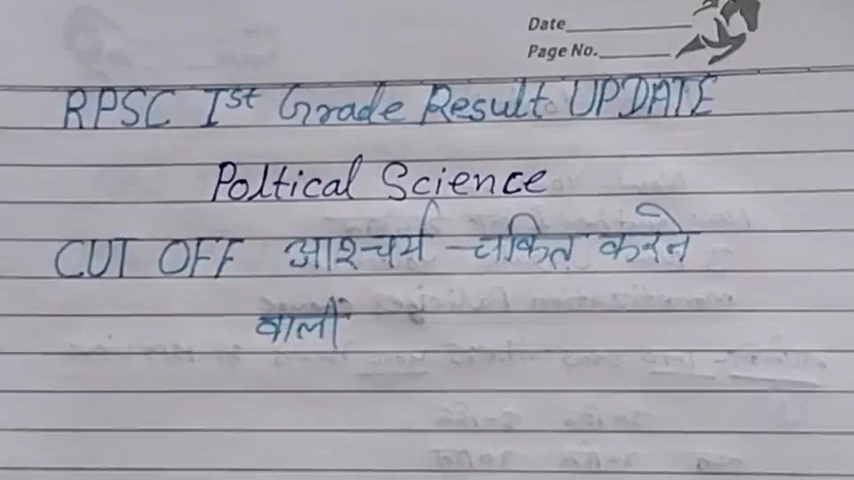 Date
Page No.
RPSC Ist Grade Result UPDATE
Poltical Science
CUT OFF आश्चर्य -चकित करने
वाली